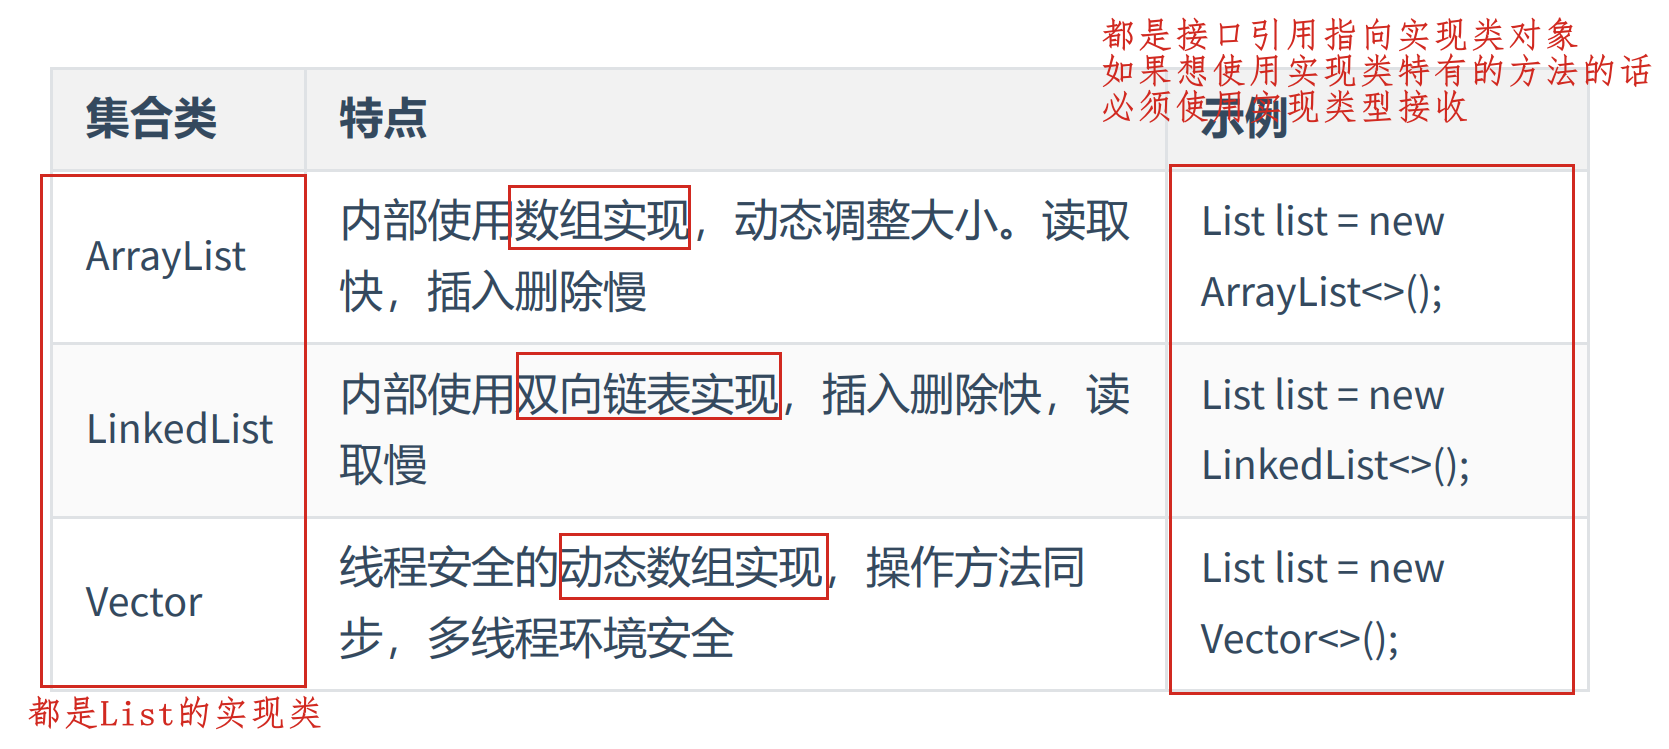 都是接口引用指向实现类对象
如果想使用实现类特有的方法的话
必须使用实现类型接收
集合类
特点
示例
ArrayList
内部使用数组实现，动态调整大小。读取
快，插入删除慢
List list = new
ArrayList<>();
LinkedList
内部使用双向链表实现，插入删除快，读
取慢
List list = new
LinkedList<>();
Vector
线程安全的动态数组实现，操作方法同
步，多线程环境安全
List list = new
Vector<>();
都是List的实现类